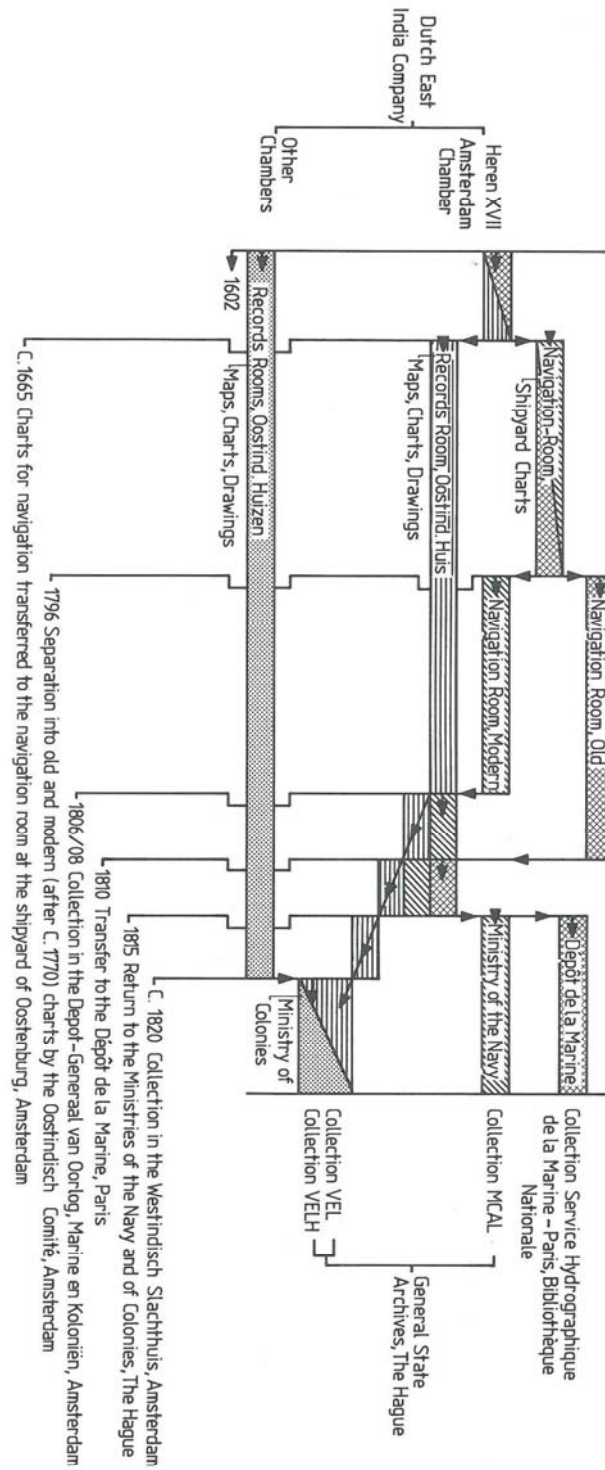 Dutch East
India Company
Heren XVII
Amsterdam
Chamber
Other
Chambers
Navigation-Room,
Shipyard Charts
Navigation Room, Old
Records Room, Oostind. Huis
Maps, Charts, Drawings
Navigation Room, Modern
1602
Records Rooms, Oostind. Huizen
Maps, Charts, Drawings
Depôt de la Marine
Ministry of the Navy
Ministry of
Colonies
Collection Service Hydrographique
de la Marine – Paris, Bibliothèque
Nationale
Collection MCAL
General State
Archives, The Hague
Collection VEL
Collection VELH
C. 1820 Collection in the Westindisch Slachthuis, Amsterdam
1815 Return to the Ministries of the Navy and of Colonies, The Hague
1810 Transfer to the Dépôt de la Marine, Paris
1806/08 Collection in the Depot-Generaal van Oorlog, Marine en Koloniën, Amsterdam
1796 Separation into old and modern (after C. 1770) charts by the Oostindisch Comité, Amsterdam
C. 1665 Charts for navigation transferred to the navigation room at the shipyard of Oostenburg, Amsterdam